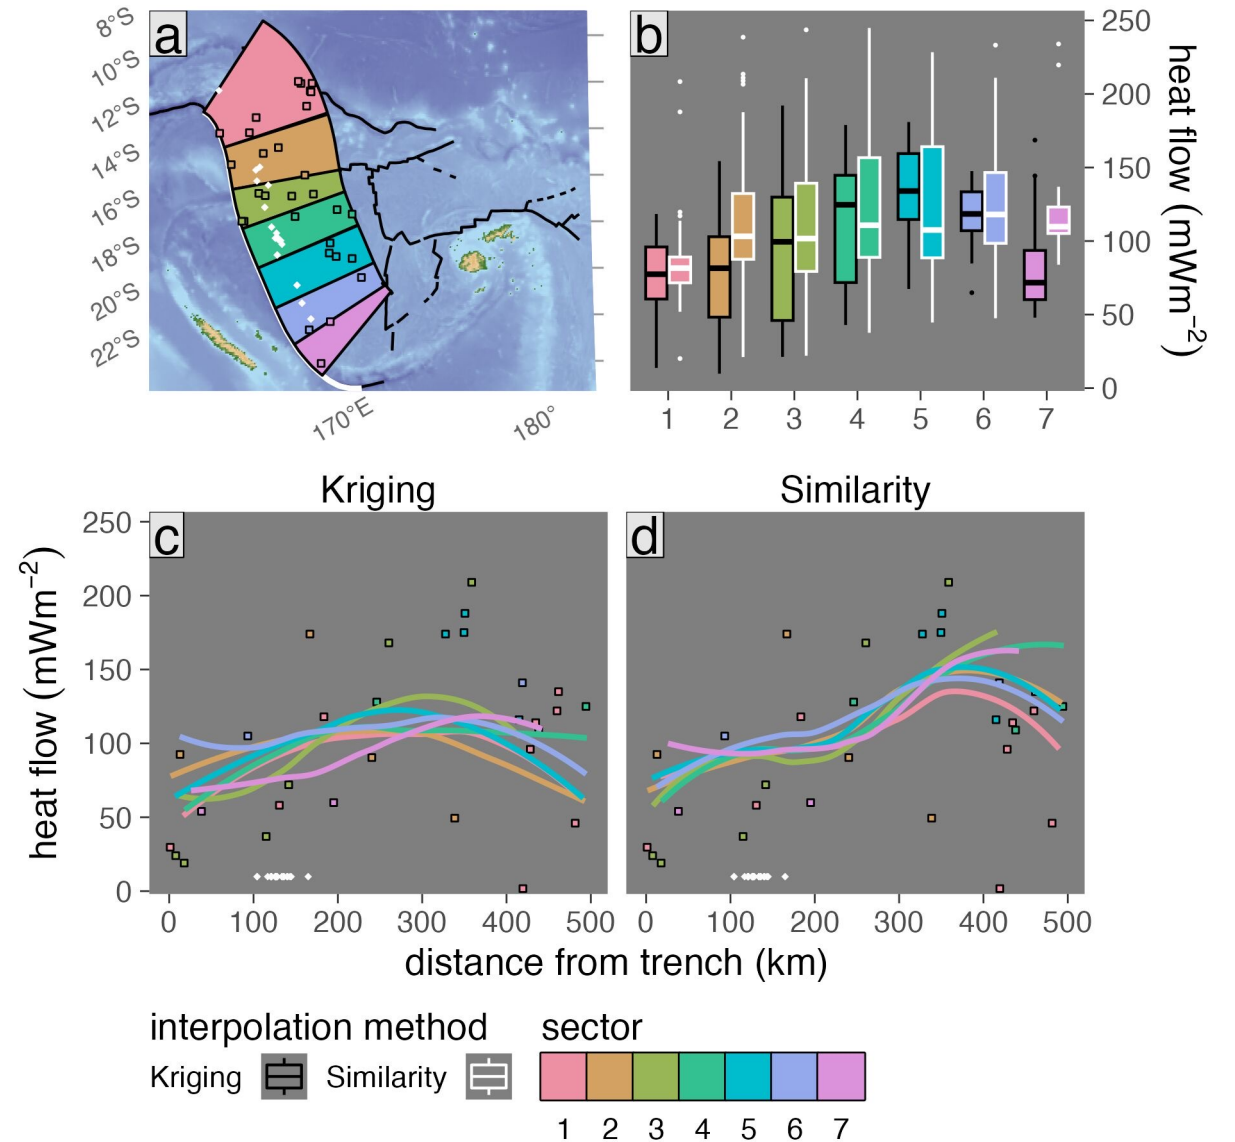 a
8°S
10°S
12°S
14°S
16°S
18°S
20°S
22°S
170°E
180°
b
250
200
150
100
50
0
heat flow (mWm⁻²)
1 2 3 4 5 6 7
Kriging
Similarity
c
d
250
200
150
100
50
0
heat flow (mWm⁻²)
0 100 200 300 400 500
0 100 200 300 400 500
distance from trench (km)
interpolation method
Kriging
Similarity
sector
1 2 3 4 5 6 7